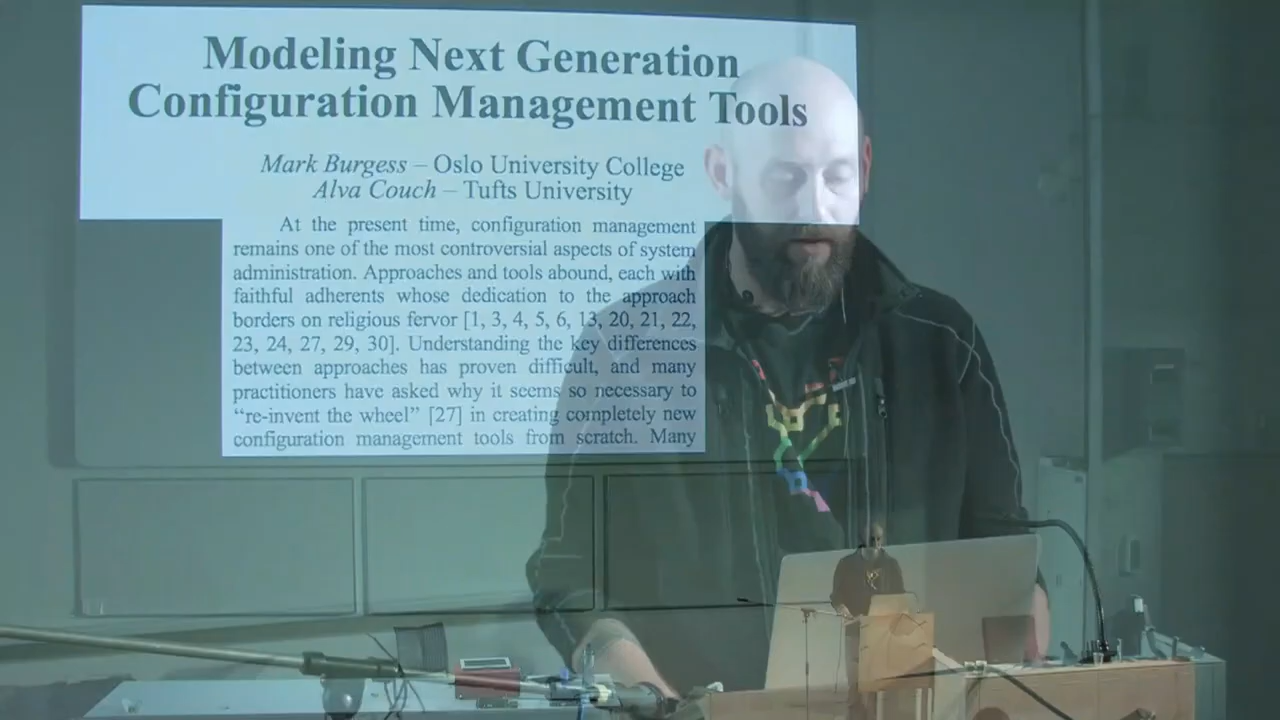 Modeling Next Generation
Configuration Management Tools
Mark Burgess – Oslo University College
Alva Couch – Tufts University
At the present time, configuration management
remains one of the most controversial aspects of system
administration. Approaches and tools abound, each with
faithful adherents whose dedication to the approach
borders on religious fervor [1, 3, 4, 5, 6, 13, 20, 21, 22,
23, 24, 27, 29, 30]. Understanding the key differences
between approaches has proven difficult, and many
practitioners have asked why it seems so necessary to
“re-invent the wheel” [27] in creating completely new
configuration management tools from scratch. Many